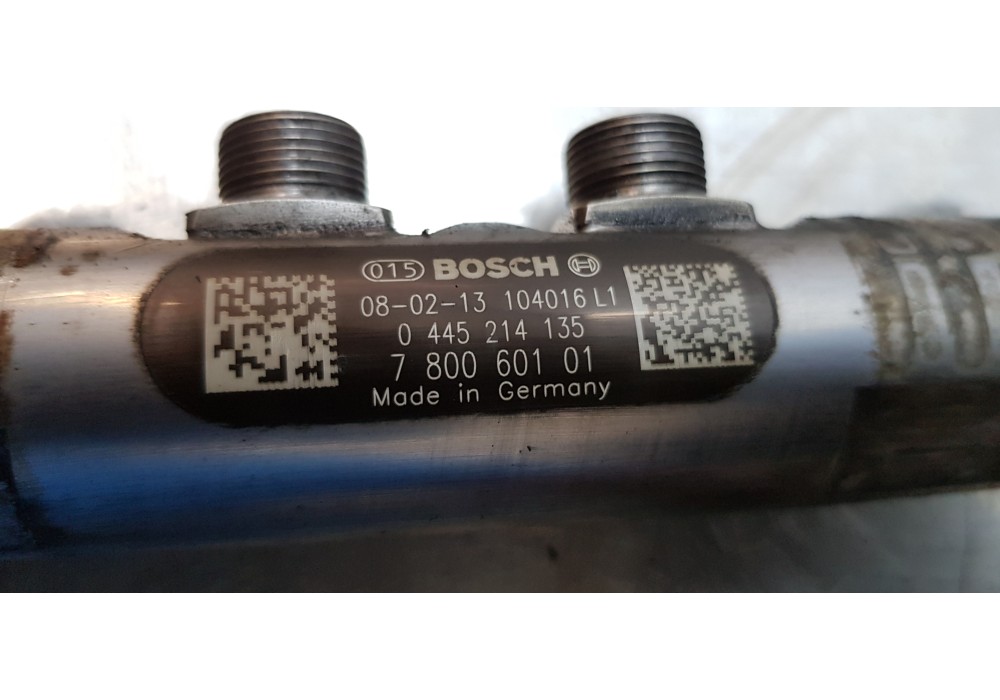 015 BOSCH
08-02-13 104016 L1
0 445 214 135
7 800 601 01
Made in Germany